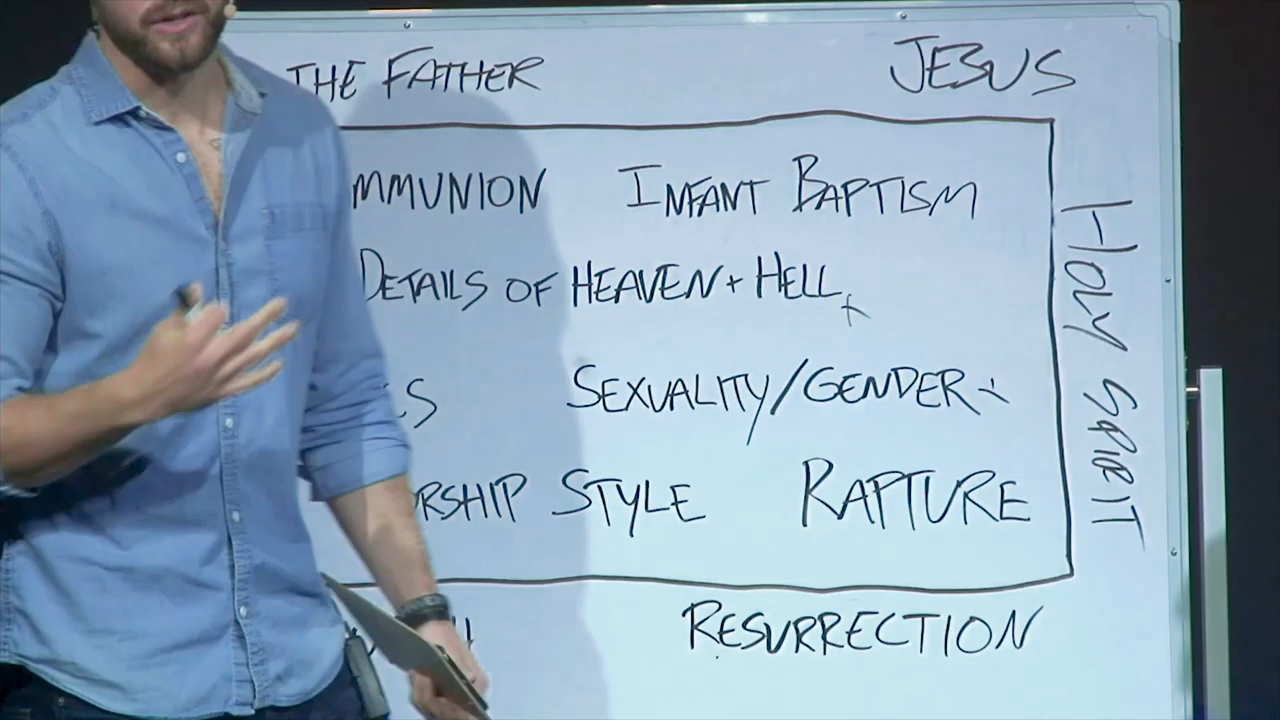 THE FATHER JESUS
MMUNION INFANT BAPTISM
DETAILS OF HEAVEN + HELL
SEXUALITY/GENDER
RSHIP STYLE RAPTURE
RESURRECTION
HOLY SPIRIT